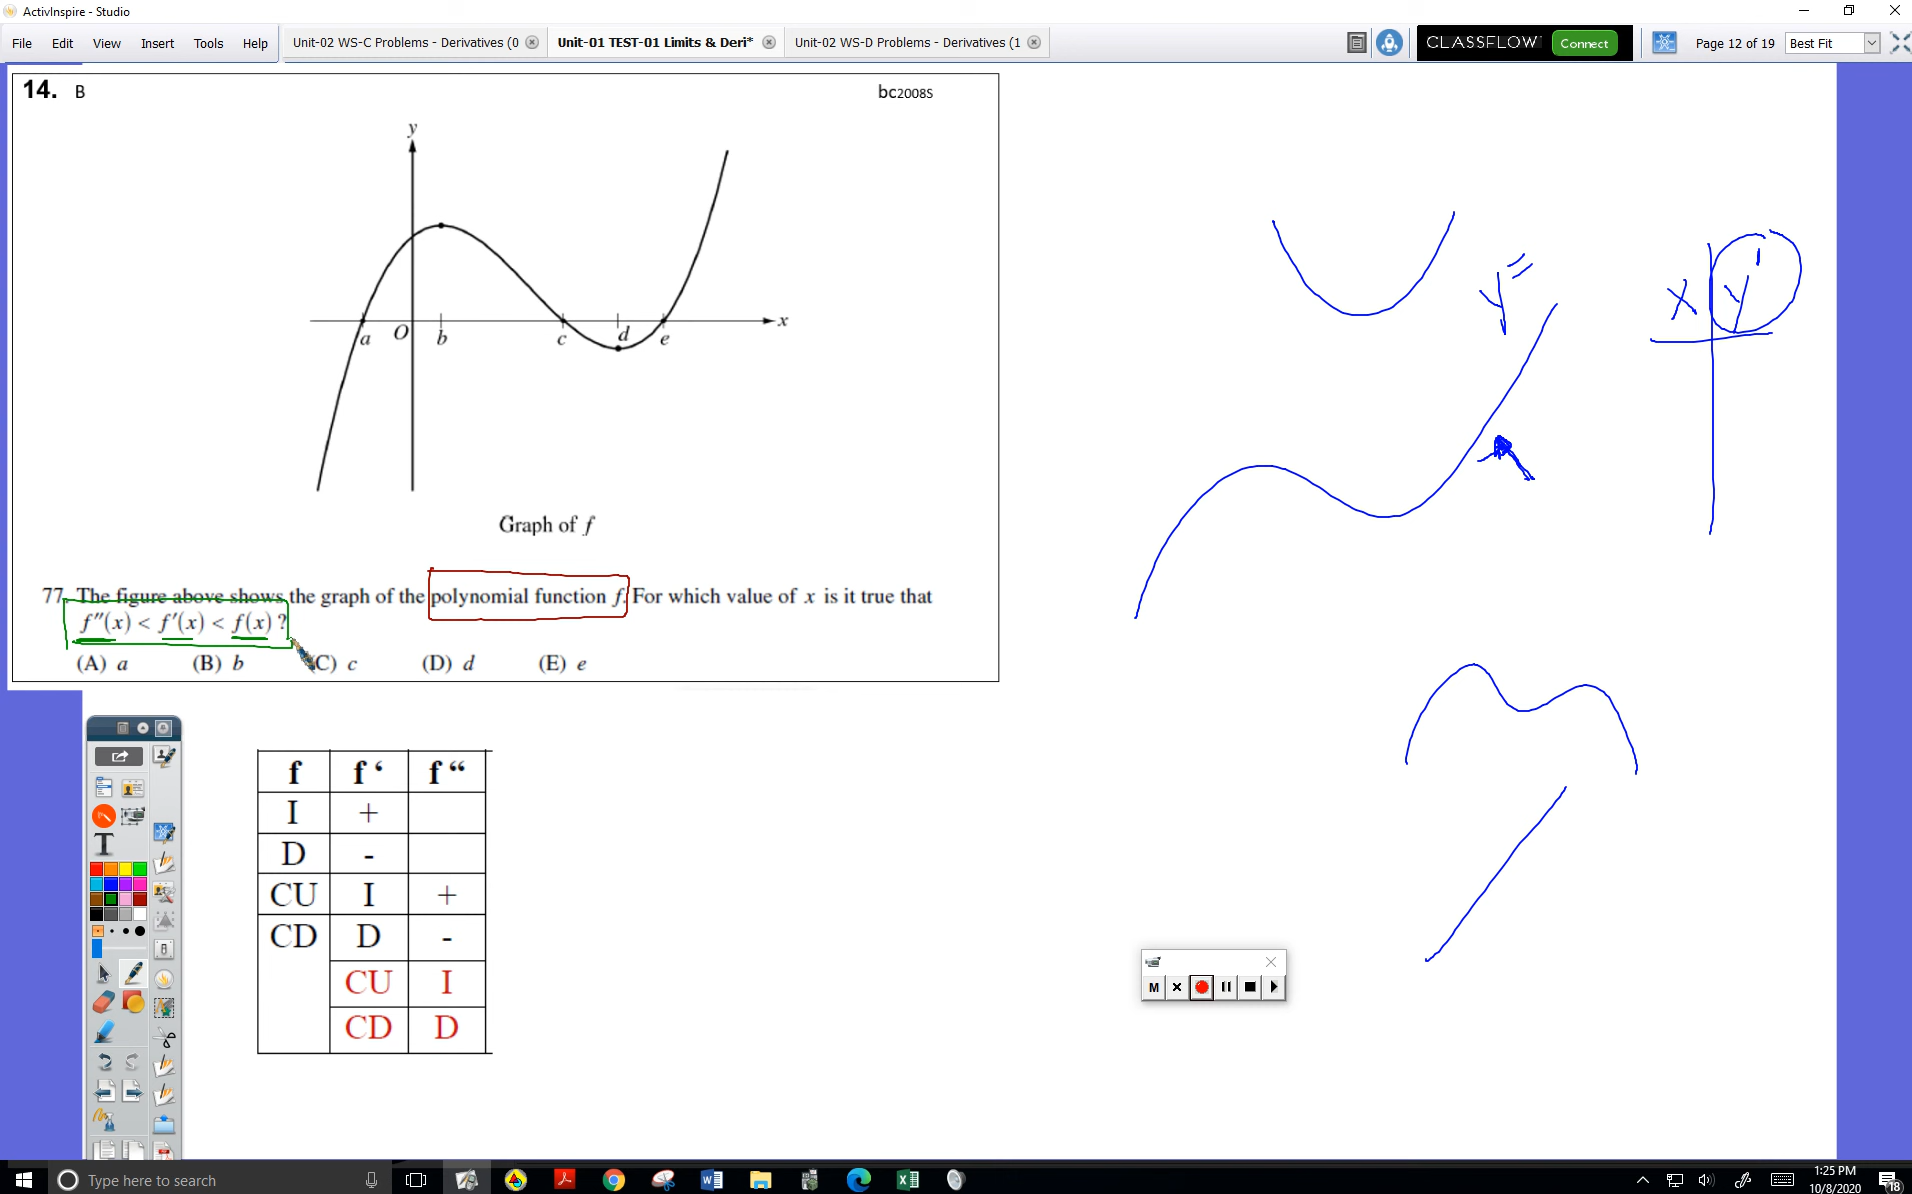 ActivInspire - Studio
File Edit View Insert Tools Help
Unit-02 WS-C Problems - Derivatives (0
Unit-01 TEST-01 Limits & Deri*
Unit-02 WS-D Problems - Derivatives (1
CLASSFLOW
Connect
Page 12 of 19
Best Fit
14. B
bc2008S
y
x
a O b c d e
Graph of f
77. The figure above shows the graph of the polynomial function f. For which value of x is it true that
f″(x) < f′(x) < f(x) ?
(A) a (B) b (C) c (D) d (E) e
y″
x y′
f f ‘ f “
I +
D -
CU I +
CD D -
CU I
CD D
T
M
Type here to search
1:25 PM
10/8/2020
18